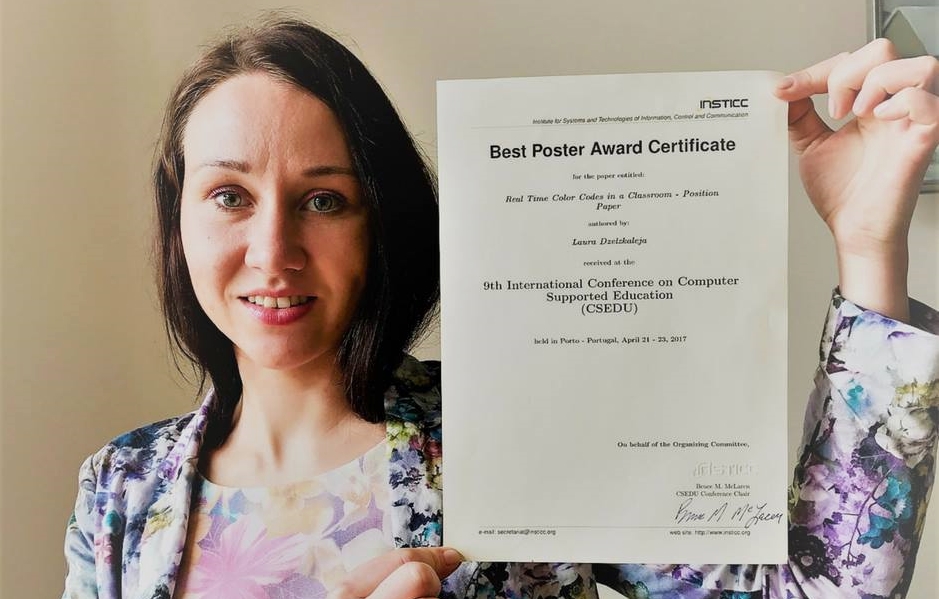 INSTICC
Institute for Systems and Technologies of Information, Control and Communication
Best Poster Award Certificate
for the paper entitled:
Real Time Color Codes in a Classroom - Position
Paper
authored by:
Laura Dzelzkaleja
received at the
9th International Conference on Computer
Supported Education
(CSEDU)
held in Porto - Portugal, April 21 - 23, 2017
On behalf of the Organizing Committee,
INSTICC
Bruce M. McLaren
CSEDU Conference Chair
Bruce M McLaren
e-mail: secretariat@insticc.org
web site: http://www.insticc.org